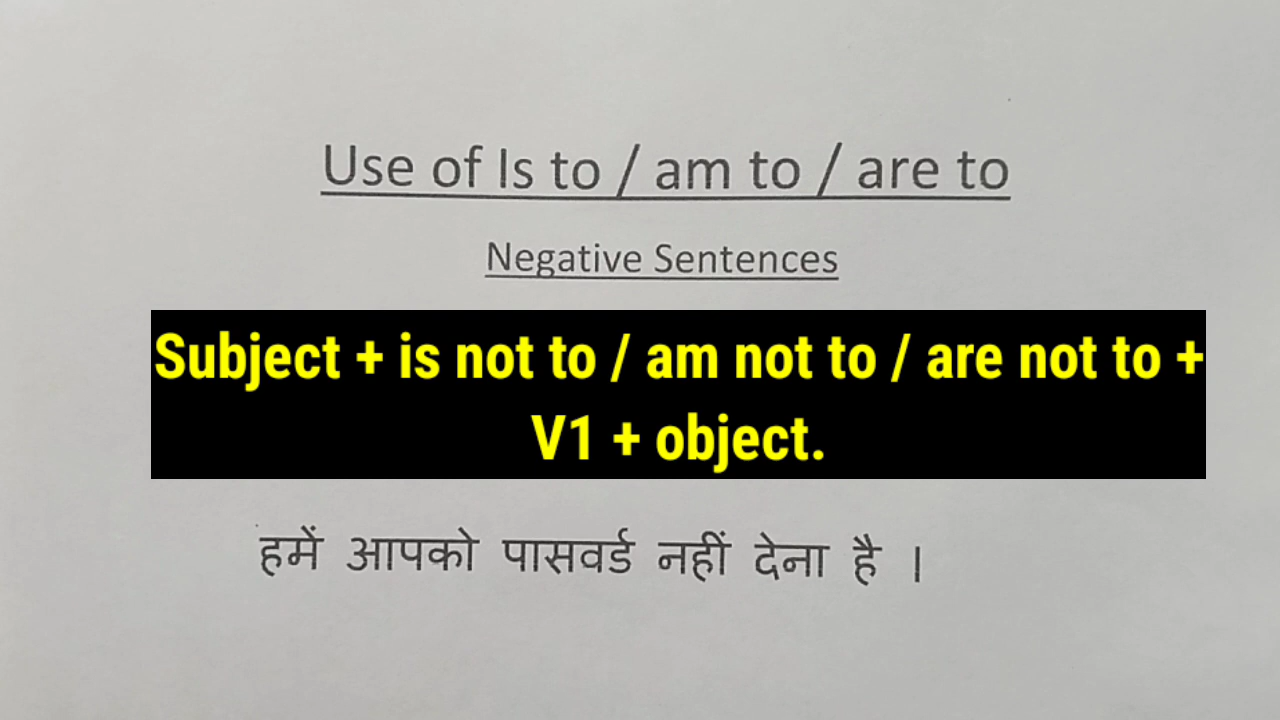 Use of Is to / am to / are to
Negative Sentences
Subject + is not to / am not to / are not to +
V1 + object.
हमें आपको पासवर्ड नहीं देना है ।